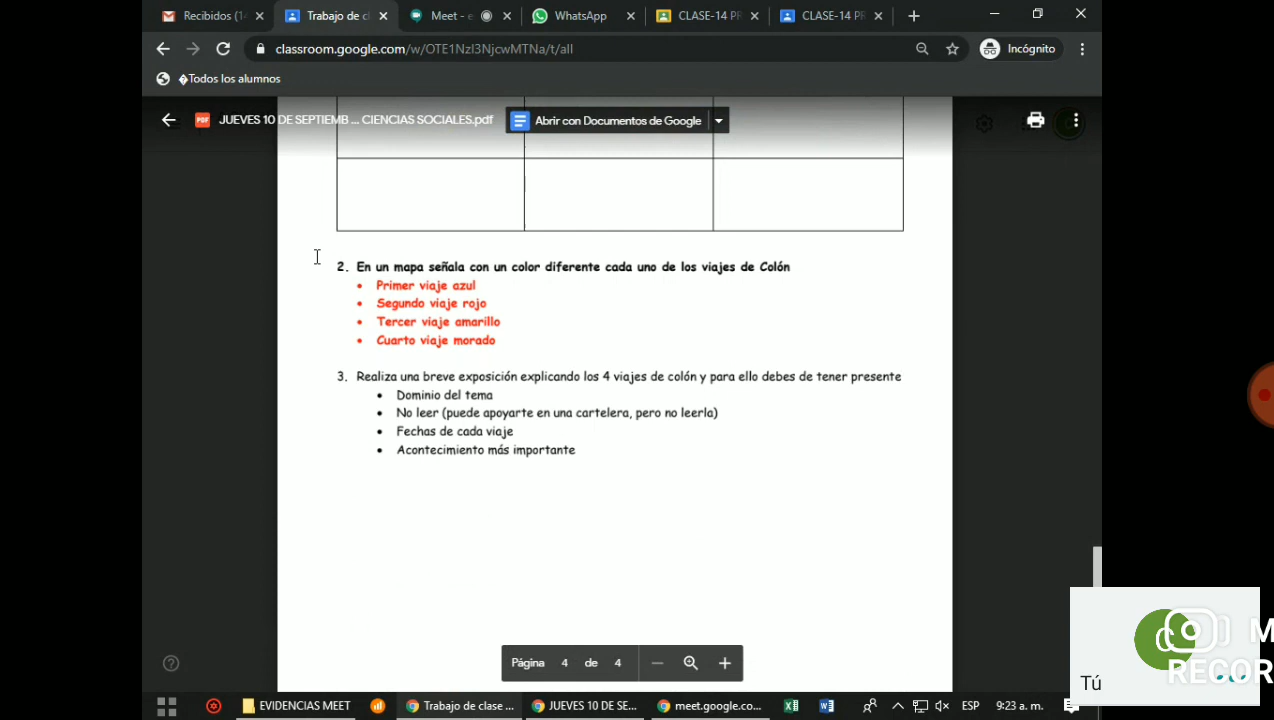 Recibidos (1
Trabajo de cl
Meet - e
WhatsApp
CLASE-14 PR
CLASE-14 PR
classroom.google.com/w/OTE1NzI3NjcwMTNa/t/all
Incógnito
Todos los alumnos
PDF
JUEVES 10 DE SEPTIEMB ... CIENCIAS SOCIALES.pdf
Abrir con Documentos de Google
2. En un mapa señala con un color diferente cada uno de los viajes de Colón
• Primer viaje azul
• Segundo viaje rojo
• Tercer viaje amarillo
• Cuarto viaje morado
3. Realiza una breve exposición explicando los 4 viajes de colón y para ello debes de tener presente
• Dominio del tema
• No leer (puede apoyarte en una cartelera, pero no leerla)
• Fechas de cada viaje
• Acontecimiento más importante
Página 4 de 4
Tú
RECOR
EVIDENCIAS MEET
Trabajo de clase ...
JUEVES 10 DE SE...
meet.google.co...
ESP
9:23 a. m.